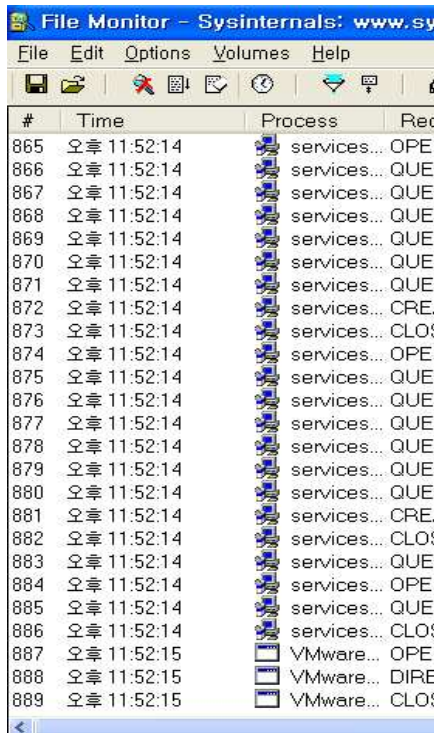 File Monitor - Sysinternals: www.sy
File Edit Options Volumes Help
# Time Process Rec
865 오후 11:52:14 services... OPE
866 오후 11:52:14 services... QUE
867 오후 11:52:14 services... QUE
868 오후 11:52:14 services... QUE
869 오후 11:52:14 services... QUE
870 오후 11:52:14 services... QUE
871 오후 11:52:14 services... QUE
872 오후 11:52:14 services... CRE
873 오후 11:52:14 services... CLOS
874 오후 11:52:14 services... OPE
875 오후 11:52:14 services... QUE
876 오후 11:52:14 services... QUE
877 오후 11:52:14 services... QUE
878 오후 11:52:14 services... QUE
879 오후 11:52:14 services... QUE
880 오후 11:52:14 services... QUE
881 오후 11:52:14 services... CRE
882 오후 11:52:14 services... CLOS
883 오후 11:52:14 services... QUE
884 오후 11:52:14 services... OPE
885 오후 11:52:14 services... QUE
886 오후 11:52:14 services... CLOS
887 오후 11:52:15 VMware... OPE
888 오후 11:52:15 VMware... DIRE
889 오후 11:52:15 VMware... CLOS